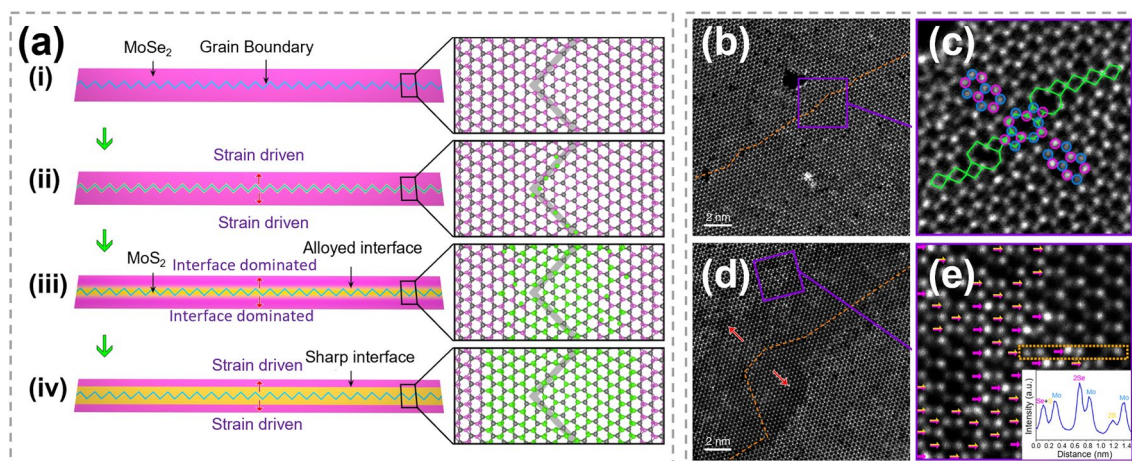 (a)
MoSe₂
Grain Boundary
(i)
Strain driven
(ii)
Strain driven
MoS₂
Interface dominated
Alloyed interface
(iii)
Interface dominated
Strain driven
Sharp interface
(iv)
Strain driven
(b)
2 nm
(c)
(d)
2 nm
(e)
Intensity (a.u.)
2Se
Mo
Mo
2S
Mo
0.0 0.2 0.4 0.6 0.8 1.0 1.2 1.4
Distance (nm)